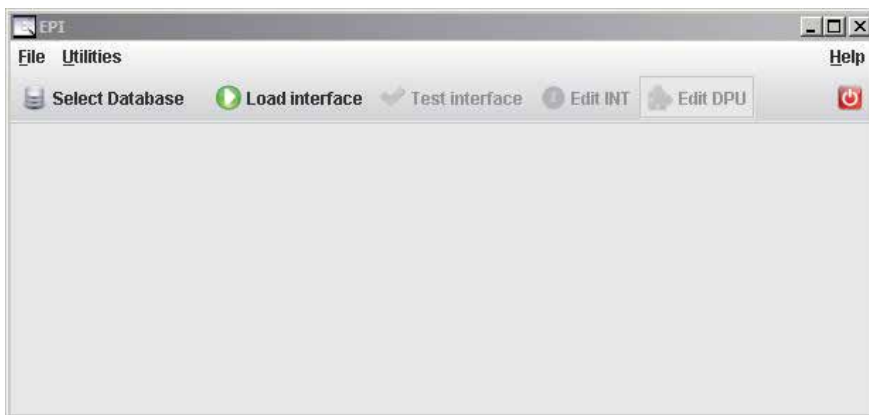 EPI
File Utilities Help
Select Database Load interface Test interface Edit INT Edit DPU